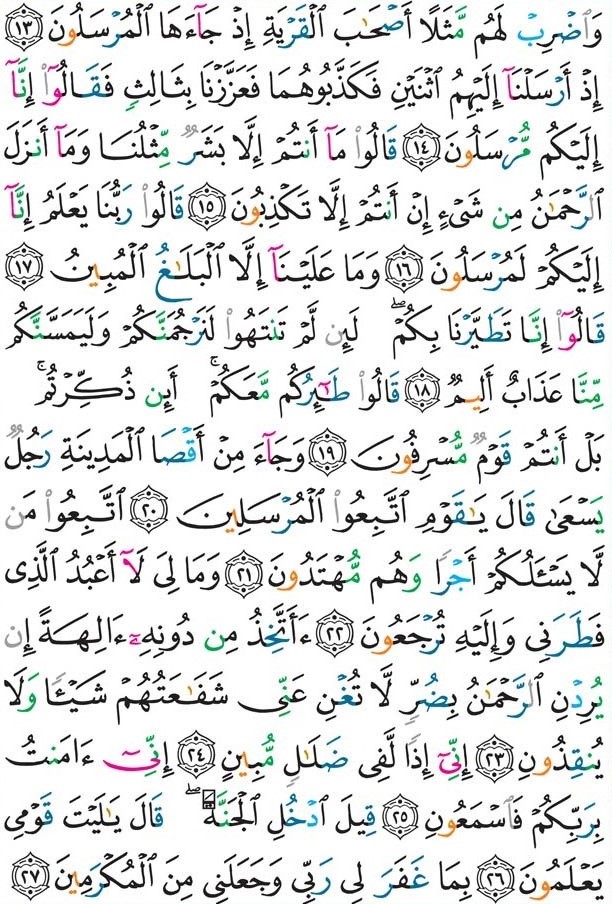 وَٱضْرِبْ لَهُم مَّثَلًا أَصْحَـٰبَ ٱلْقَرْيَةِ إِذْ جَآءَهَا ٱلْمُرْسَلُونَ ١٣
إِذْ أَرْسَلْنَآ إِلَيْهِمُ ٱثْنَيْنِ فَكَذَّبُوهُمَا فَعَزَّزْنَا بِثَالِثٍ فَقَالُوٓا۟ إِنَّآ
إِلَيْكُم مُّرْسَلُونَ ١٤ قَالُوا۟ مَآ أَنتُمْ إِلَّا بَشَرٌ مِّثْلُنَا وَمَآ أَنزَلَ
ٱلرَّحْمَـٰنُ مِن شَىْءٍ إِنْ أَنتُمْ إِلَّا تَكْذِبُونَ ١٥ قَالُوا۟ رَبُّنَا يَعْلَمُ إِنَّآ
إِلَيْكُمْ لَمُرْسَلُونَ ١٦ وَمَا عَلَيْنَآ إِلَّا ٱلْبَلَـٰغُ ٱلْمُبِينُ ١٧
قَالُوٓا۟ إِنَّا تَطَيَّرْنَا بِكُمْ ۖ لَئِن لَّمْ تَنتَهُوا۟ لَنَرْجُمَنَّكُمْ وَلَيَمَسَّنَّكُم
مِّنَّا عَذَابٌ أَلِيمٌ ١٨ قَالُوا۟ طَـٰٓئِرُكُم مَّعَكُمْ ۚ أَئِن ذُكِّرْتُم ۚ
بَلْ أَنتُمْ قَوْمٌ مُّسْرِفُونَ ١٩ وَجَآءَ مِنْ أَقْصَا ٱلْمَدِينَةِ رَجُلٌ
يَسْعَىٰ قَالَ يَـٰقَوْمِ ٱتَّبِعُوا۟ ٱلْمُرْسَلِينَ ٢٠ ٱتَّبِعُوا۟ مَن
لَّا يَسْـَٔلُكُمْ أَجْرًا وَهُم مُّهْتَدُونَ ٢١ وَمَا لِىَ لَآ أَعْبُدُ ٱلَّذِى
فَطَرَنِى وَإِلَيْهِ تُرْجَعُونَ ٢٢ ءَأَتَّخِذُ مِن دُونِهِۦٓ ءَالِهَةً إِن
يُرِدْنِ ٱلرَّحْمَـٰنُ بِضُرٍّ لَّا تُغْنِ عَنِّى شَفَـٰعَتُهُمْ شَيْـًٔا وَلَا
يُنقِذُونِ ٢٣ إِنِّىٓ إِذًا لَّفِى ضَلَـٰلٍ مُّبِينٍ ٢٤ إِنِّىٓ ءَامَنتُ
بِرَبِّكُمْ فَٱسْمَعُونِ ٢٥ قِيلَ ٱدْخُلِ ٱلْجَنَّةَ ۖ قَالَ يَـٰلَيْتَ قَوْمِى
يَعْلَمُونَ ٢٦ بِمَا غَفَرَ لِى رَبِّى وَجَعَلَنِى مِنَ ٱلْمُكْرَمِينَ ٢٧